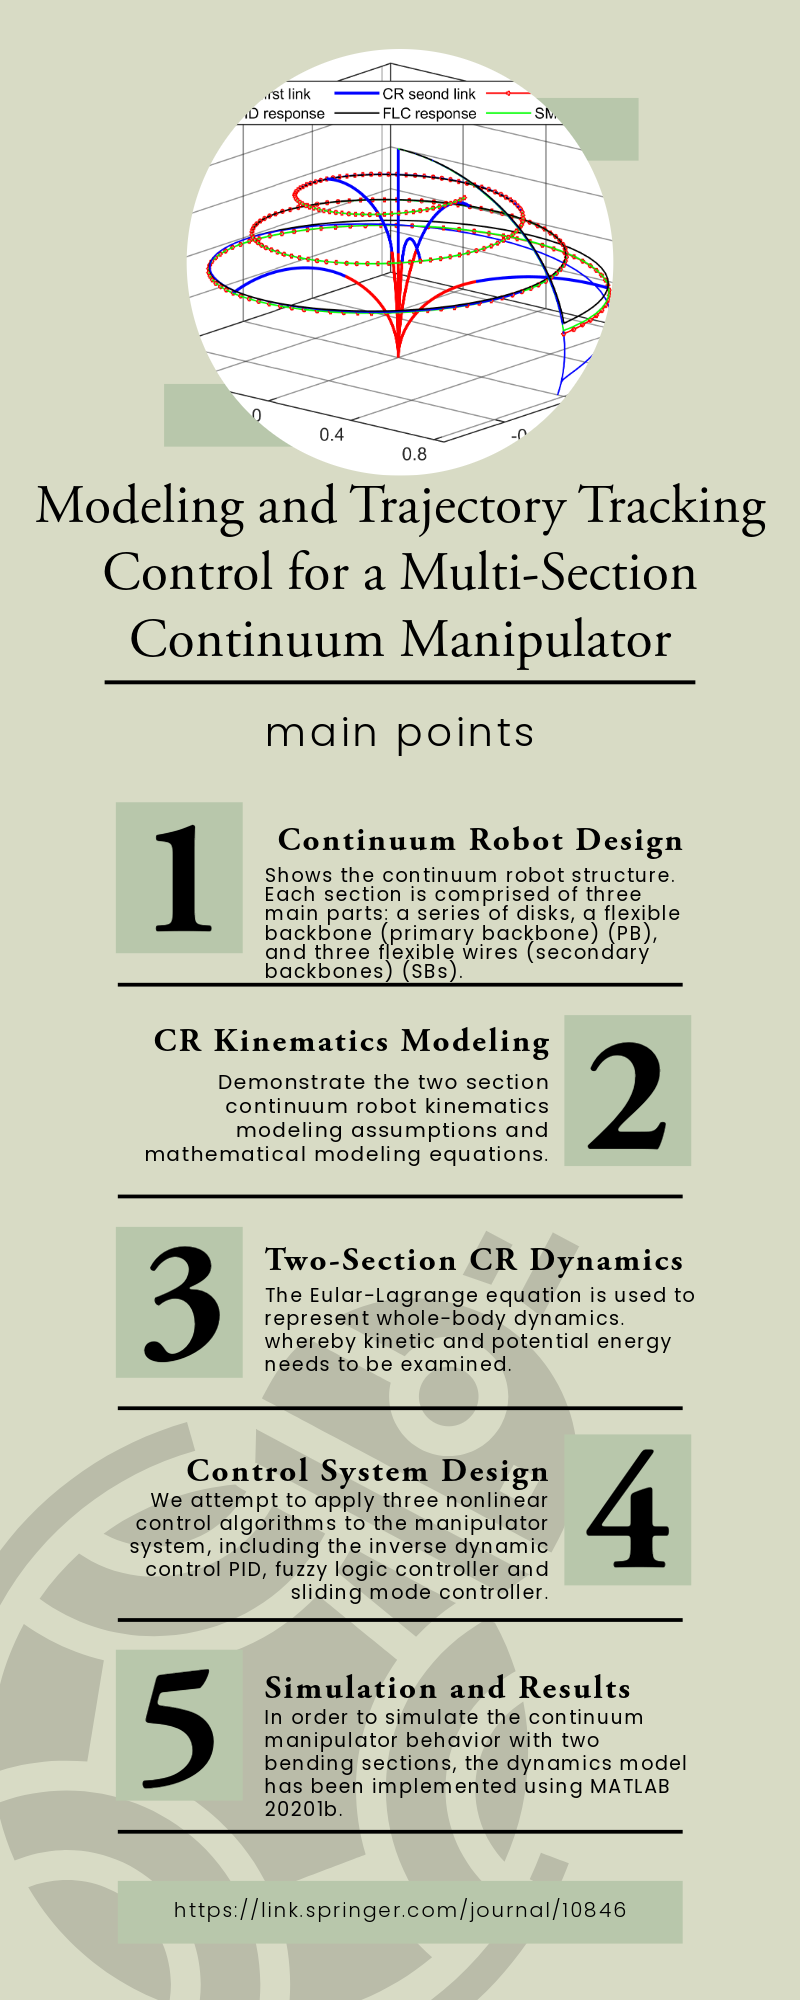 link CR seond link
response FLC response
0
0.4
0.8
Modeling and Trajectory Tracking
Control for a Multi-Section
Continuum Manipulator
main points
1
Continuum Robot Design
Shows the continuum robot structure.
Each section is comprised of three
main parts: a series of disks, a flexible
backbone (primary backbone) (PB),
and three flexible wires (secondary
backbones) (SBs).
CR Kinematics Modeling
2
Demonstrate the two section
continuum robot kinematics
modeling assumptions and
mathematical modeling equations.
3
Two-Section CR Dynamics
The Eular-Lagrange equation is used to
represent whole-body dynamics.
whereby kinetic and potential energy
needs to be examined.
Control System Design
4
We attempt to apply three nonlinear
control algorithms to the manipulator
system, including the inverse dynamic
control PID, fuzzy logic controller and
sliding mode controller.
5
Simulation and Results
In order to simulate the continuum
manipulator behavior with two
bending sections, the dynamics model
has been implemented using MATLAB
20201b.
https://link.springer.com/journal/10846